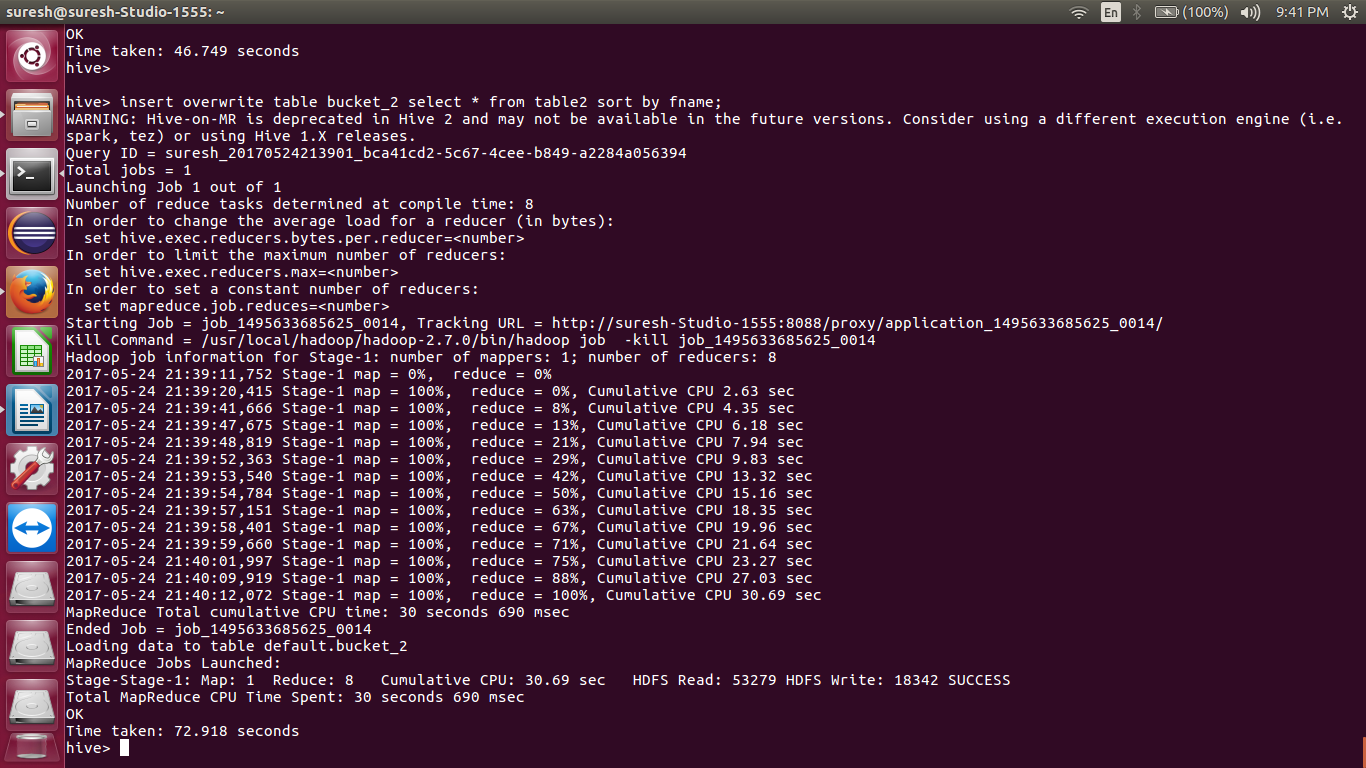 suresh@suresh-Studio-1555: ~
En
(100%)
9:41 PM
OK
Time taken: 46.749 seconds
hive>
hive> insert overwrite table bucket_2 select * from table2 sort by fname;
WARNING: Hive-on-MR is deprecated in Hive 2 and may not be available in the future versions. Consider using a different execution engine (i.e.
spark, tez) or using Hive 1.X releases.
Query ID = suresh_20170524213901_bca41cd2-5c67-4cee-b849-a2284a056394
Total jobs = 1
Launching Job 1 out of 1
Number of reduce tasks determined at compile time: 8
In order to change the average load for a reducer (in bytes):
  set hive.exec.reducers.bytes.per.reducer=<number>
In order to limit the maximum number of reducers:
  set hive.exec.reducers.max=<number>
In order to set a constant number of reducers:
  set mapreduce.job.reduces=<number>
Starting Job = job_1495633685625_0014, Tracking URL = http://suresh-Studio-1555:8088/proxy/application_1495633685625_0014/
Kill Command = /usr/local/hadoop/hadoop-2.7.0/bin/hadoop job  -kill job_1495633685625_0014
Hadoop job information for Stage-1: number of mappers: 1; number of reducers: 8
2017-05-24 21:39:11,752 Stage-1 map = 0%,  reduce = 0%
2017-05-24 21:39:20,415 Stage-1 map = 100%,  reduce = 0%, Cumulative CPU 2.63 sec
2017-05-24 21:39:41,666 Stage-1 map = 100%,  reduce = 8%, Cumulative CPU 4.35 sec
2017-05-24 21:39:47,675 Stage-1 map = 100%,  reduce = 13%, Cumulative CPU 6.18 sec
2017-05-24 21:39:48,819 Stage-1 map = 100%,  reduce = 21%, Cumulative CPU 7.94 sec
2017-05-24 21:39:52,363 Stage-1 map = 100%,  reduce = 29%, Cumulative CPU 9.83 sec
2017-05-24 21:39:53,540 Stage-1 map = 100%,  reduce = 42%, Cumulative CPU 13.32 sec
2017-05-24 21:39:54,784 Stage-1 map = 100%,  reduce = 50%, Cumulative CPU 15.16 sec
2017-05-24 21:39:57,151 Stage-1 map = 100%,  reduce = 63%, Cumulative CPU 18.35 sec
2017-05-24 21:39:58,401 Stage-1 map = 100%,  reduce = 67%, Cumulative CPU 19.96 sec
2017-05-24 21:39:59,660 Stage-1 map = 100%,  reduce = 71%, Cumulative CPU 21.64 sec
2017-05-24 21:40:01,997 Stage-1 map = 100%,  reduce = 75%, Cumulative CPU 23.27 sec
2017-05-24 21:40:09,919 Stage-1 map = 100%,  reduce = 88%, Cumulative CPU 27.03 sec
2017-05-24 21:40:12,072 Stage-1 map = 100%,  reduce = 100%, Cumulative CPU 30.69 sec
MapReduce Total cumulative CPU time: 30 seconds 690 msec
Ended Job = job_1495633685625_0014
Loading data to table default.bucket_2
MapReduce Jobs Launched:
Stage-Stage-1: Map: 1  Reduce: 8   Cumulative CPU: 30.69 sec   HDFS Read: 53279 HDFS Write: 18342 SUCCESS
Total MapReduce CPU Time Spent: 30 seconds 690 msec
OK
Time taken: 72.918 seconds
hive>